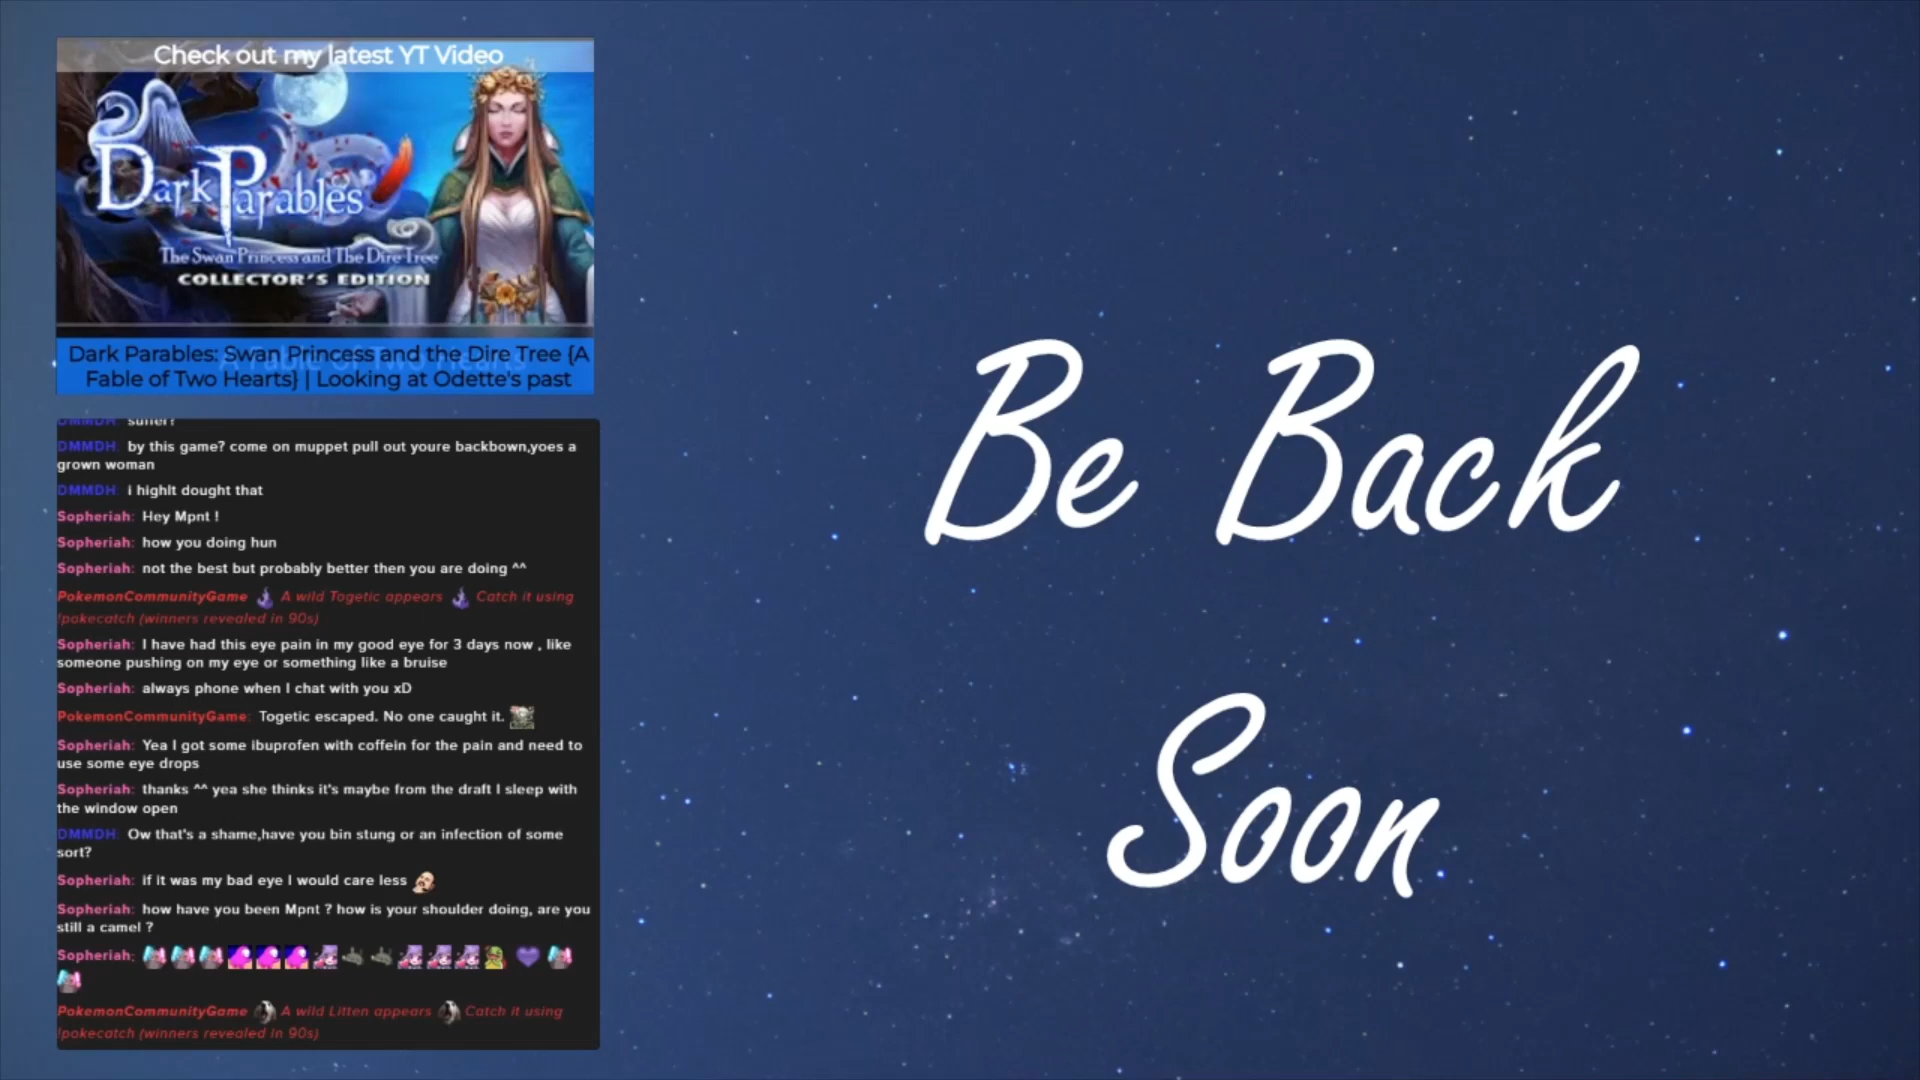 Check out my latest YT Video
Dark Parables
The Swan Princess and The Dire Tree
COLLECTOR'S EDITION
A Fable of Two Hearts
Dark Parables: Swan Princess and the Dire Tree {A
Fable of Two Hearts} | Looking at Odette's past
DMMDH: suffer?
DMMDH: by this game? come on muppet pull out youre backbown,yoes a
grown woman
DMMDH: i highlt dought that
Sopheriah: Hey Mpnt !
Sopheriah: how you doing hun
Sopheriah: not the best but probably better then you are doing ^^
PokemonCommunityGame A wild Togetic appears Catch it using
!pokecatch (winners revealed in 90s)
Sopheriah: I have had this eye pain in my good eye for 3 days now , like
someone pushing on my eye or something like a bruise
Sopheriah: always phone when I chat with you xD
PokemonCommunityGame: Togetic escaped. No one caught it.
Sopheriah: Yea I got some ibuprofen with coffein for the pain and need to
use some eye drops
Sopheriah: thanks ^^ yea she thinks it's maybe from the draft I sleep with
the window open
DMMDH: Ow that's a shame,have you bin stung or an infection of some
sort?
Sopheriah: if it was my bad eye I would care less
Sopheriah: how have you been Mpnt ? how is your shoulder doing, are you
still a camel ?
Sopheriah:
PokemonCommunityGame A wild Litten appears Catch it using
!pokecatch (winners revealed in 90s)
Be Back
Soon